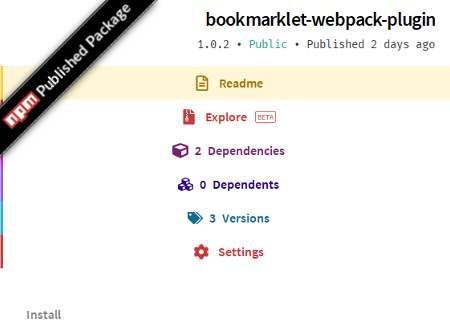 npm Published Package
bookmarklet-webpack-plugin
1.0.2 • Public • Published 2 days ago
Readme
Explore BETA
2 Dependencies
0 Dependents
3 Versions
Settings
Install